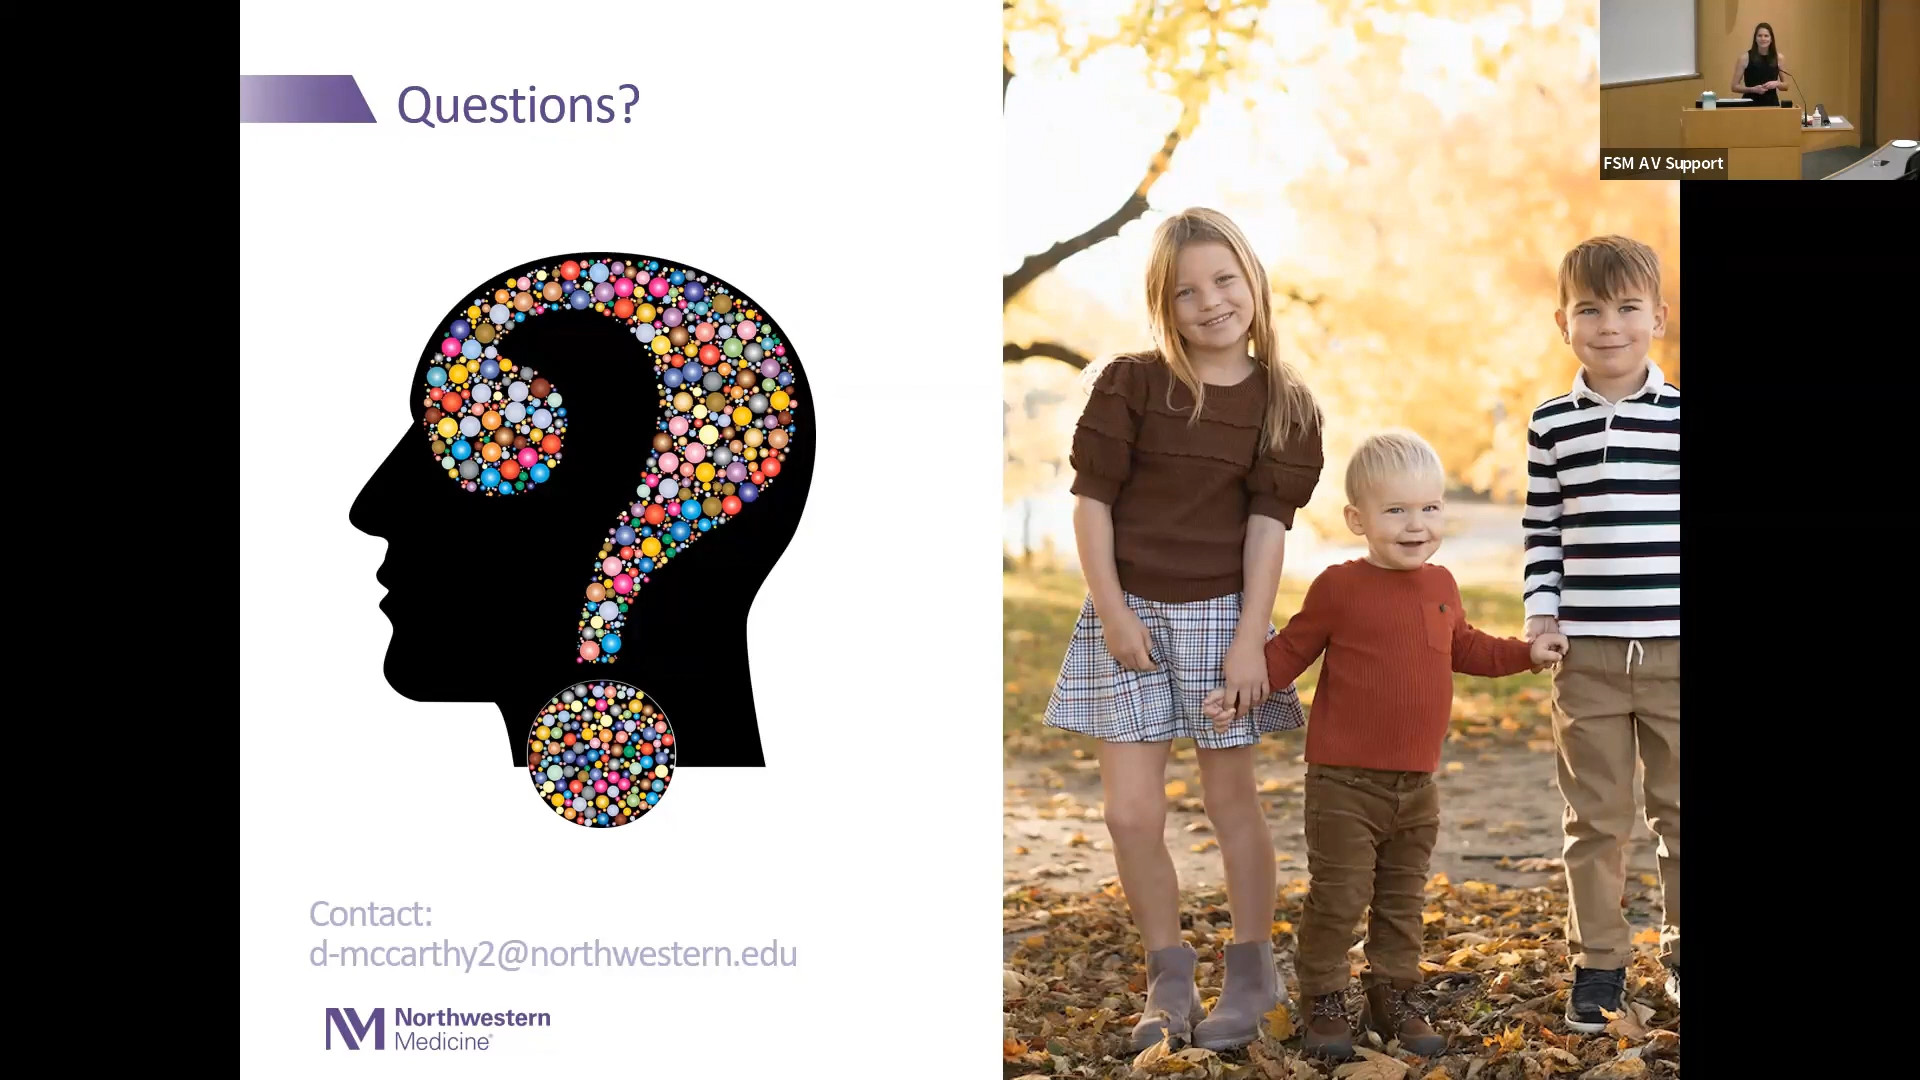 Questions?
FSM AV Support
Contact:
d-mccarthy2@northwestern.edu
Northwestern
Medicine